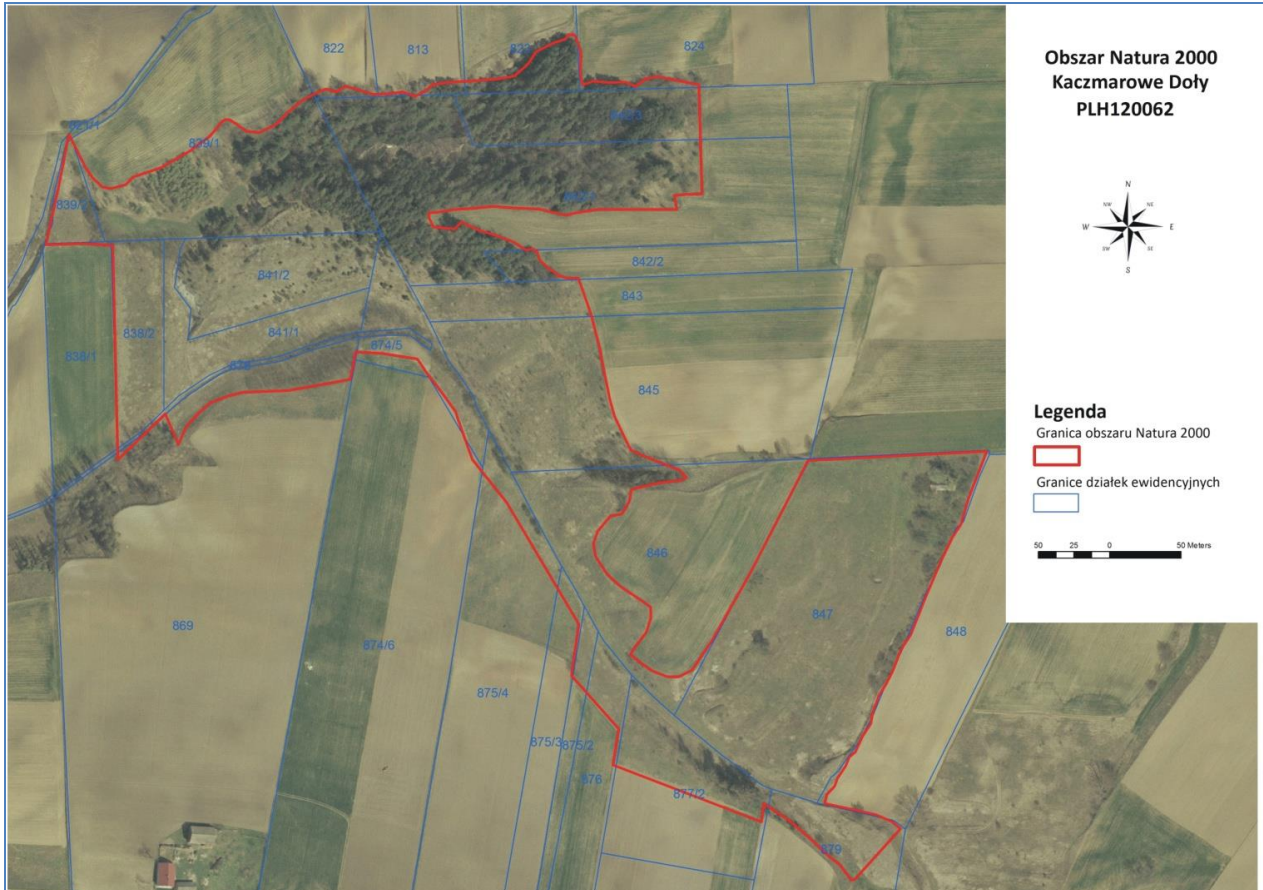 Obszar Natura 2000
Kaczmarowe Doły
PLH120062
N
NW NE
W E
SW SE
S
Legenda
Granica obszaru Natura 2000
Granice działek ewidencyjnych
50 25 0 50 Meters
822
813
824
839/1
842/2
843
841/2
838/2
841/1
838/1
874/5
845
846
847
848
869
874/6
875/4
875/3
875/2
876
877/2
879